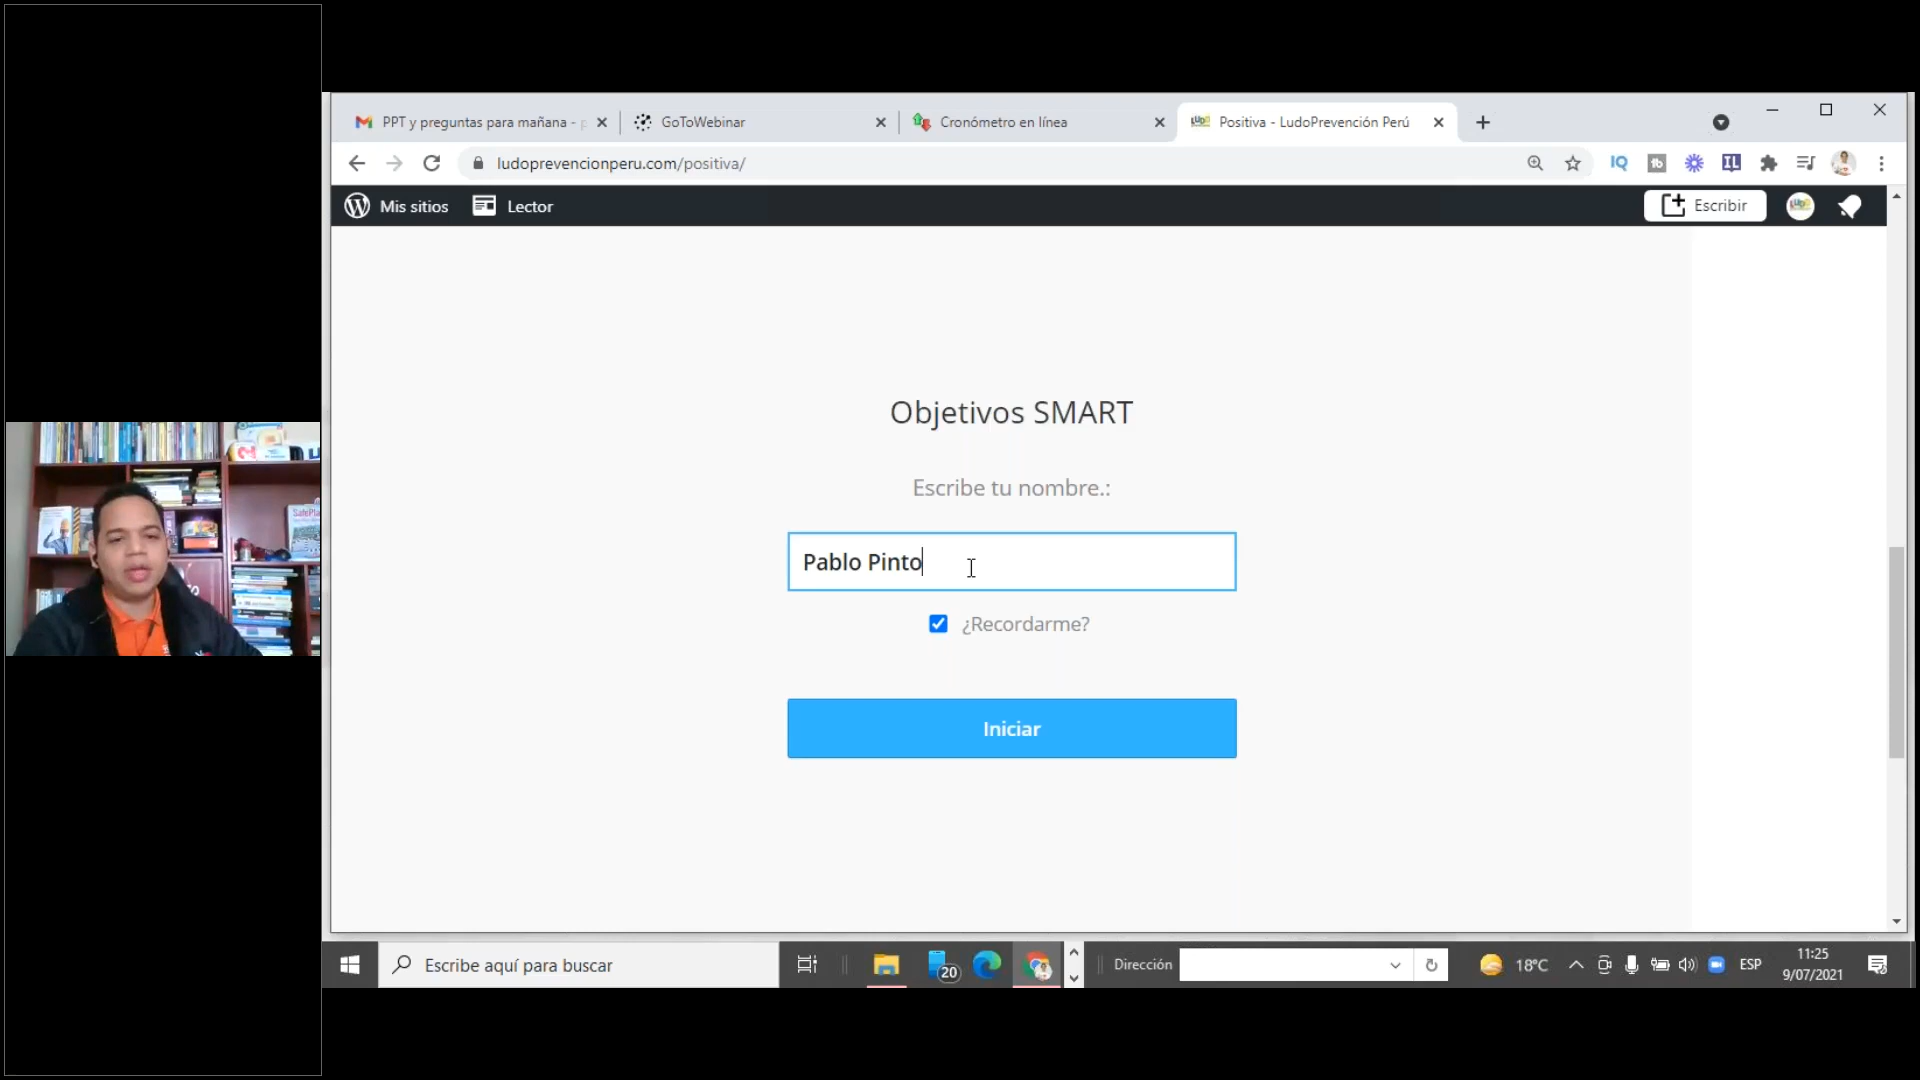 PPT y preguntas para mañana -
GoToWebinar
Cronómetro en línea
Positiva - LudoPrevención Perú
ludoprevencionperu.com/positiva/
IQ
tb
IL
Mis sitios
Lector
Escribir
Objetivos SMART
Escribe tu nombre.:
Pablo Pinto
¿Recordarme?
Iniciar
Escribe aquí para buscar
20
Dirección
18°C
ESP
11:25
9/07/2021